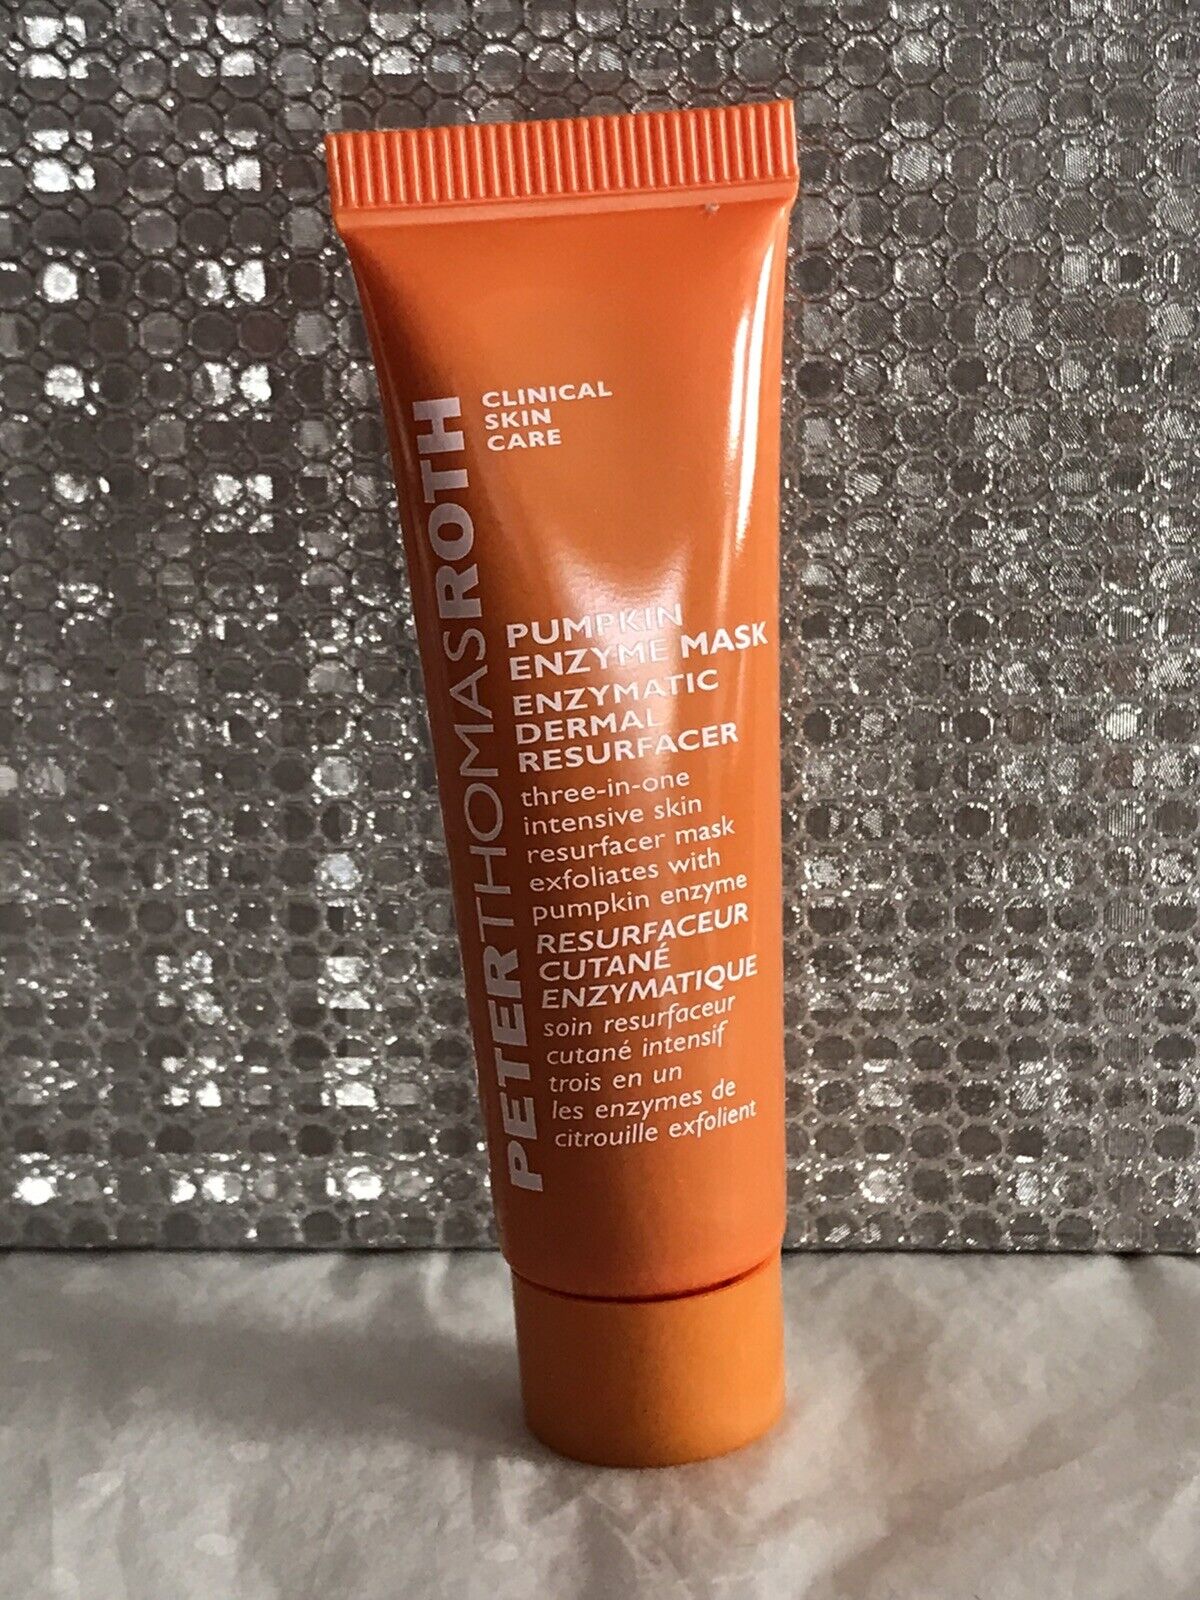 PETERTHOMASROTH
CLINICAL
SKIN
CARE
PUMPKIN
ENZYME MASK
ENZYMATIC
DERMAL
RESURFACER
three-in-one
intensive skin
resurfacer mask
exfoliates with
pumpkin enzyme
RESURFACEUR
CUTANÉ
ENZYMATIQUE
soin resurfaceur
cutané intensif
trois en un
les enzymes de
citrouille exfolient